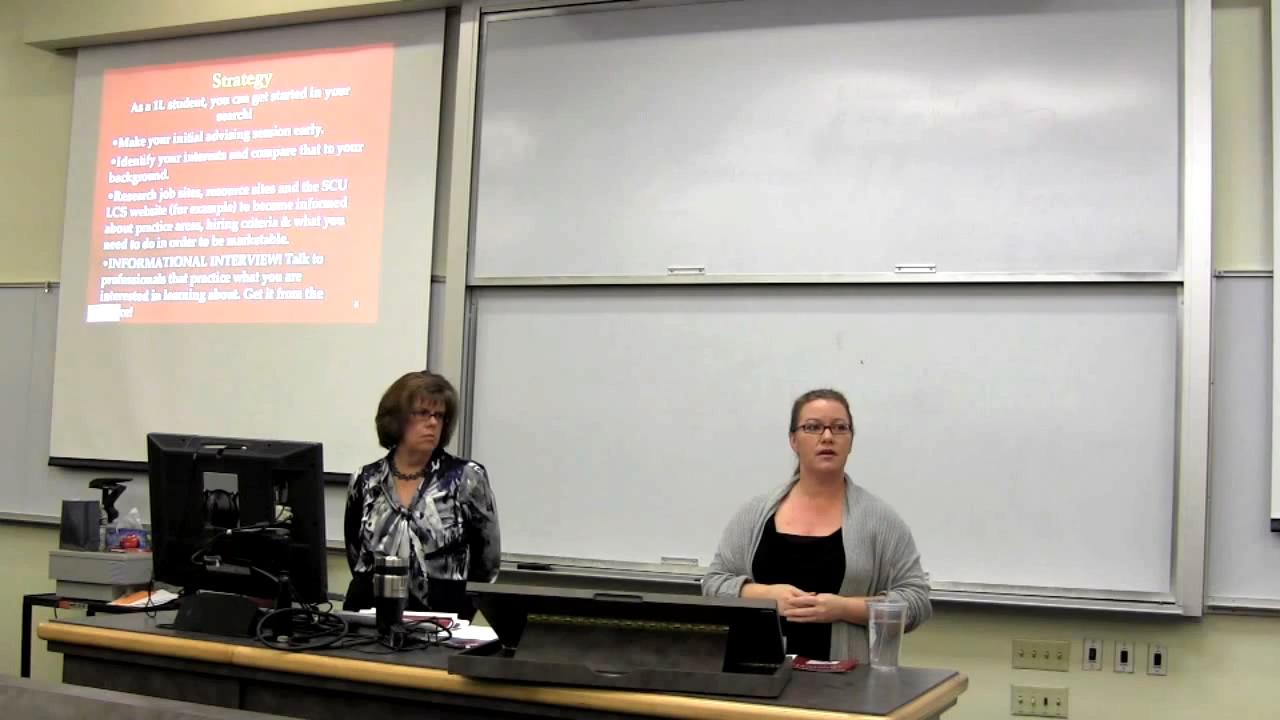 Strategy
As a 1L student, you can get started in your
search!
•Make your initial advising session early.
•Identify your interests and compare that to your
background.
•Research job sites, resource sites and the SCU
LCS website (for example) to become informed
about practice areas, hiring criteria & what you
need to do in order to be marketable.
•INFORMATIONAL INTERVIEW! Talk to
professionals that practice what you are
interested in learning about. Get it from the